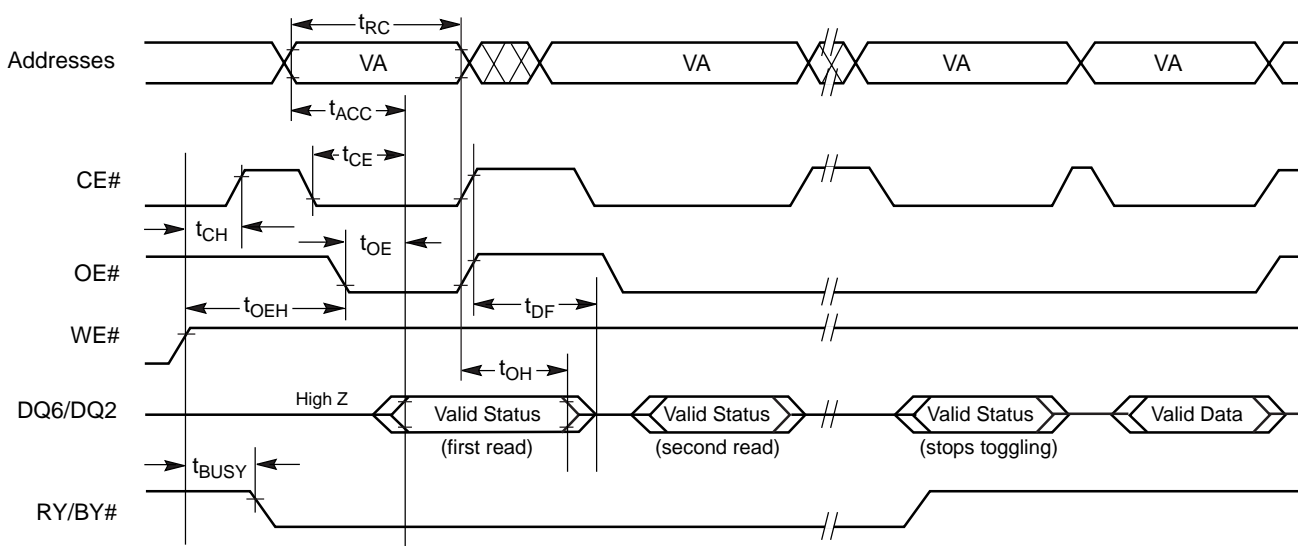 tRC
Addresses VA VA VA VA
tACC
tCE
CE#
tCH tOE
OE#
tOEH tDF
WE#
tOH
High Z
DQ6/DQ2 Valid Status Valid Status Valid Status Valid Data
(first read) (second read) (stops toggling)
tBUSY
RY/BY#